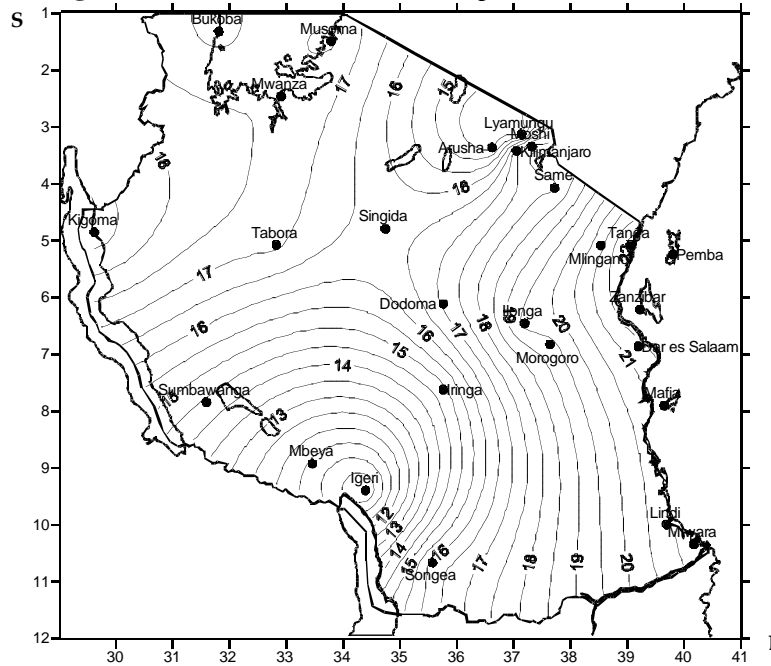 S
1
Bukoba
Musoma
2
17
16
15
Mwanza
3
Lyamungu
Moshi
Arusha
Kilimanjaro
18
4
16
Same
Kigoma
Singida
Tabora
5
Tanga
Mlingano
Pemba
17
6
Dodoma
Zanzibar
Ilonga
16
16
17
18
19
20
7
15
Morogoro
21
Dar es Salaam
14
Sumbawanga
15
Iringa
Mafia
8
13
Mbeya
9
Igeri
10
12
Lindi
13
Mtwara
14
15
16
17
18
19
20
Songea
11
12
30
31
32
33
34
35
36
37
38
39
40
41